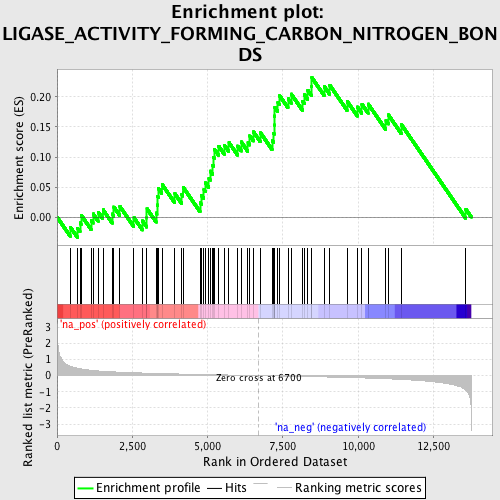 Enrichment plot:
LIGASE_ACTIVITY_FORMING_CARBON_NITROGEN_BON
DS
Enrichment score (ES)
0.20
0.15
0.10
0.05
0.00
'na_pos' (positively correlated)
Ranked list metric (PreRanked)
3
2
1
0
-1
-2
-3
Zero cross at 6700
'na_neg' (negatively correlated)
0
2,500
5,000
7,500
10,000
12,500
Rank in Ordered Dataset
Enrichment profile
Hits
Ranking metric scores